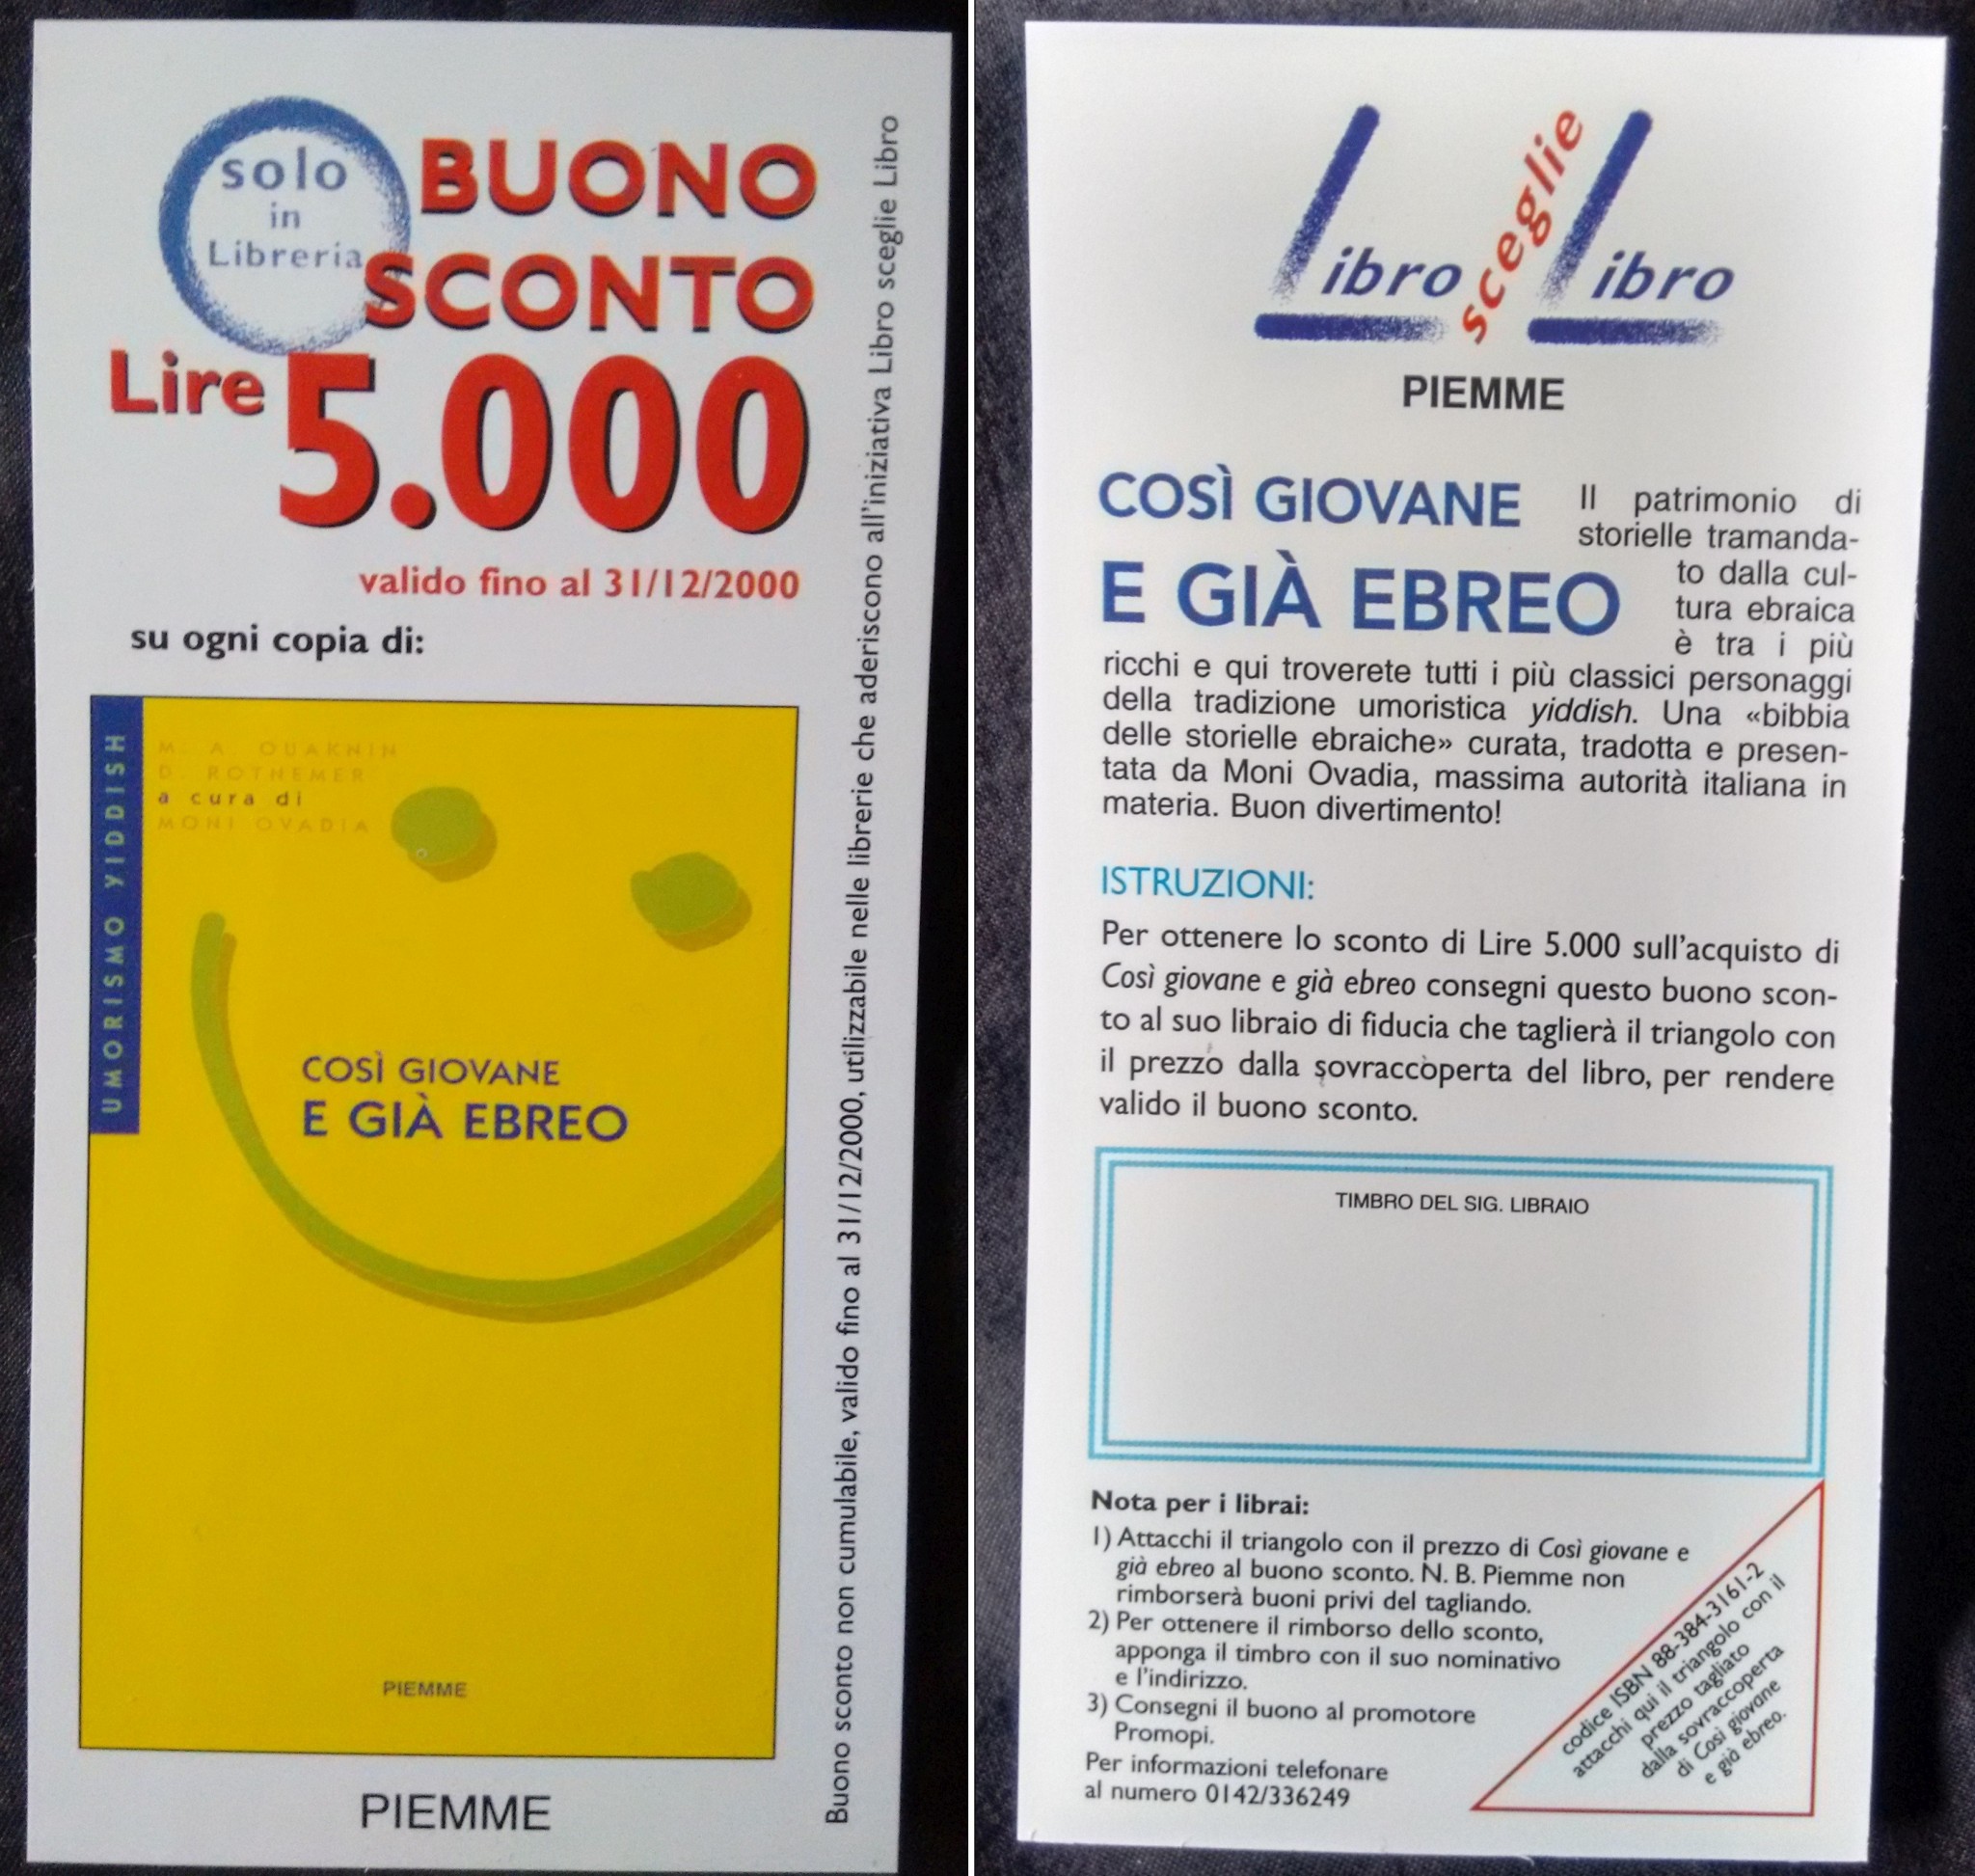 solo
in
Libreria
BUONO
SCONTO
Lire 5.000
valido fino al 31/12/2000
su ogni copia di:
UMORISMO YIDDISH
M. A. OUAKNIN
D. ROTNEMER
a cura di
MONI OVADIA
COSÌ GIOVANE
E GIÀ EBREO
PIEMME
PIEMME
Buono sconto non cumulabile, valido fino al 31/12/2000, utilizzabile nelle librerie che aderiscono all'iniziativa Libro sceglie Libro
Libro sceglie Libro
PIEMME
COSÌ GIOVANE
E GIÀ EBREO
Il patrimonio di
storielle tramanda-
to dalla cul-
tura ebraica
è tra i più
ricchi e qui troverete tutti i più classici personaggi
della tradizione umoristica yiddish. Una «bibbia
delle storielle ebraiche» curata, tradotta e presen-
tata da Moni Ovadia, massima autorità italiana in
materia. Buon divertimento!
ISTRUZIONI:
Per ottenere lo sconto di Lire 5.000 sull'acquisto di
Così giovane e già ebreo consegni questo buono scon-
to al suo libraio di fiducia che taglierà il triangolo con
il prezzo dalla sovraccoperta del libro, per rendere
valido il buono sconto.
TIMBRO DEL SIG. LIBRAIO
Nota per i librai:
1) Attacchi il triangolo con il prezzo di Così giovane e
già ebreo al buono sconto. N. B. Piemme non
rimborserà buoni privi del tagliando.
2) Per ottenere il rimborso dello sconto,
apponga il timbro con il suo nominativo
e l'indirizzo.
3) Consegni il buono al promotore
Promopi.
Per informazioni telefonare
al numero 0142/336249
codice ISBN 88-384-3161-2
attacchi qui il triangolo con il
prezzo tagliato
dalla sovraccoperta
di Così giovane
e già ebreo.